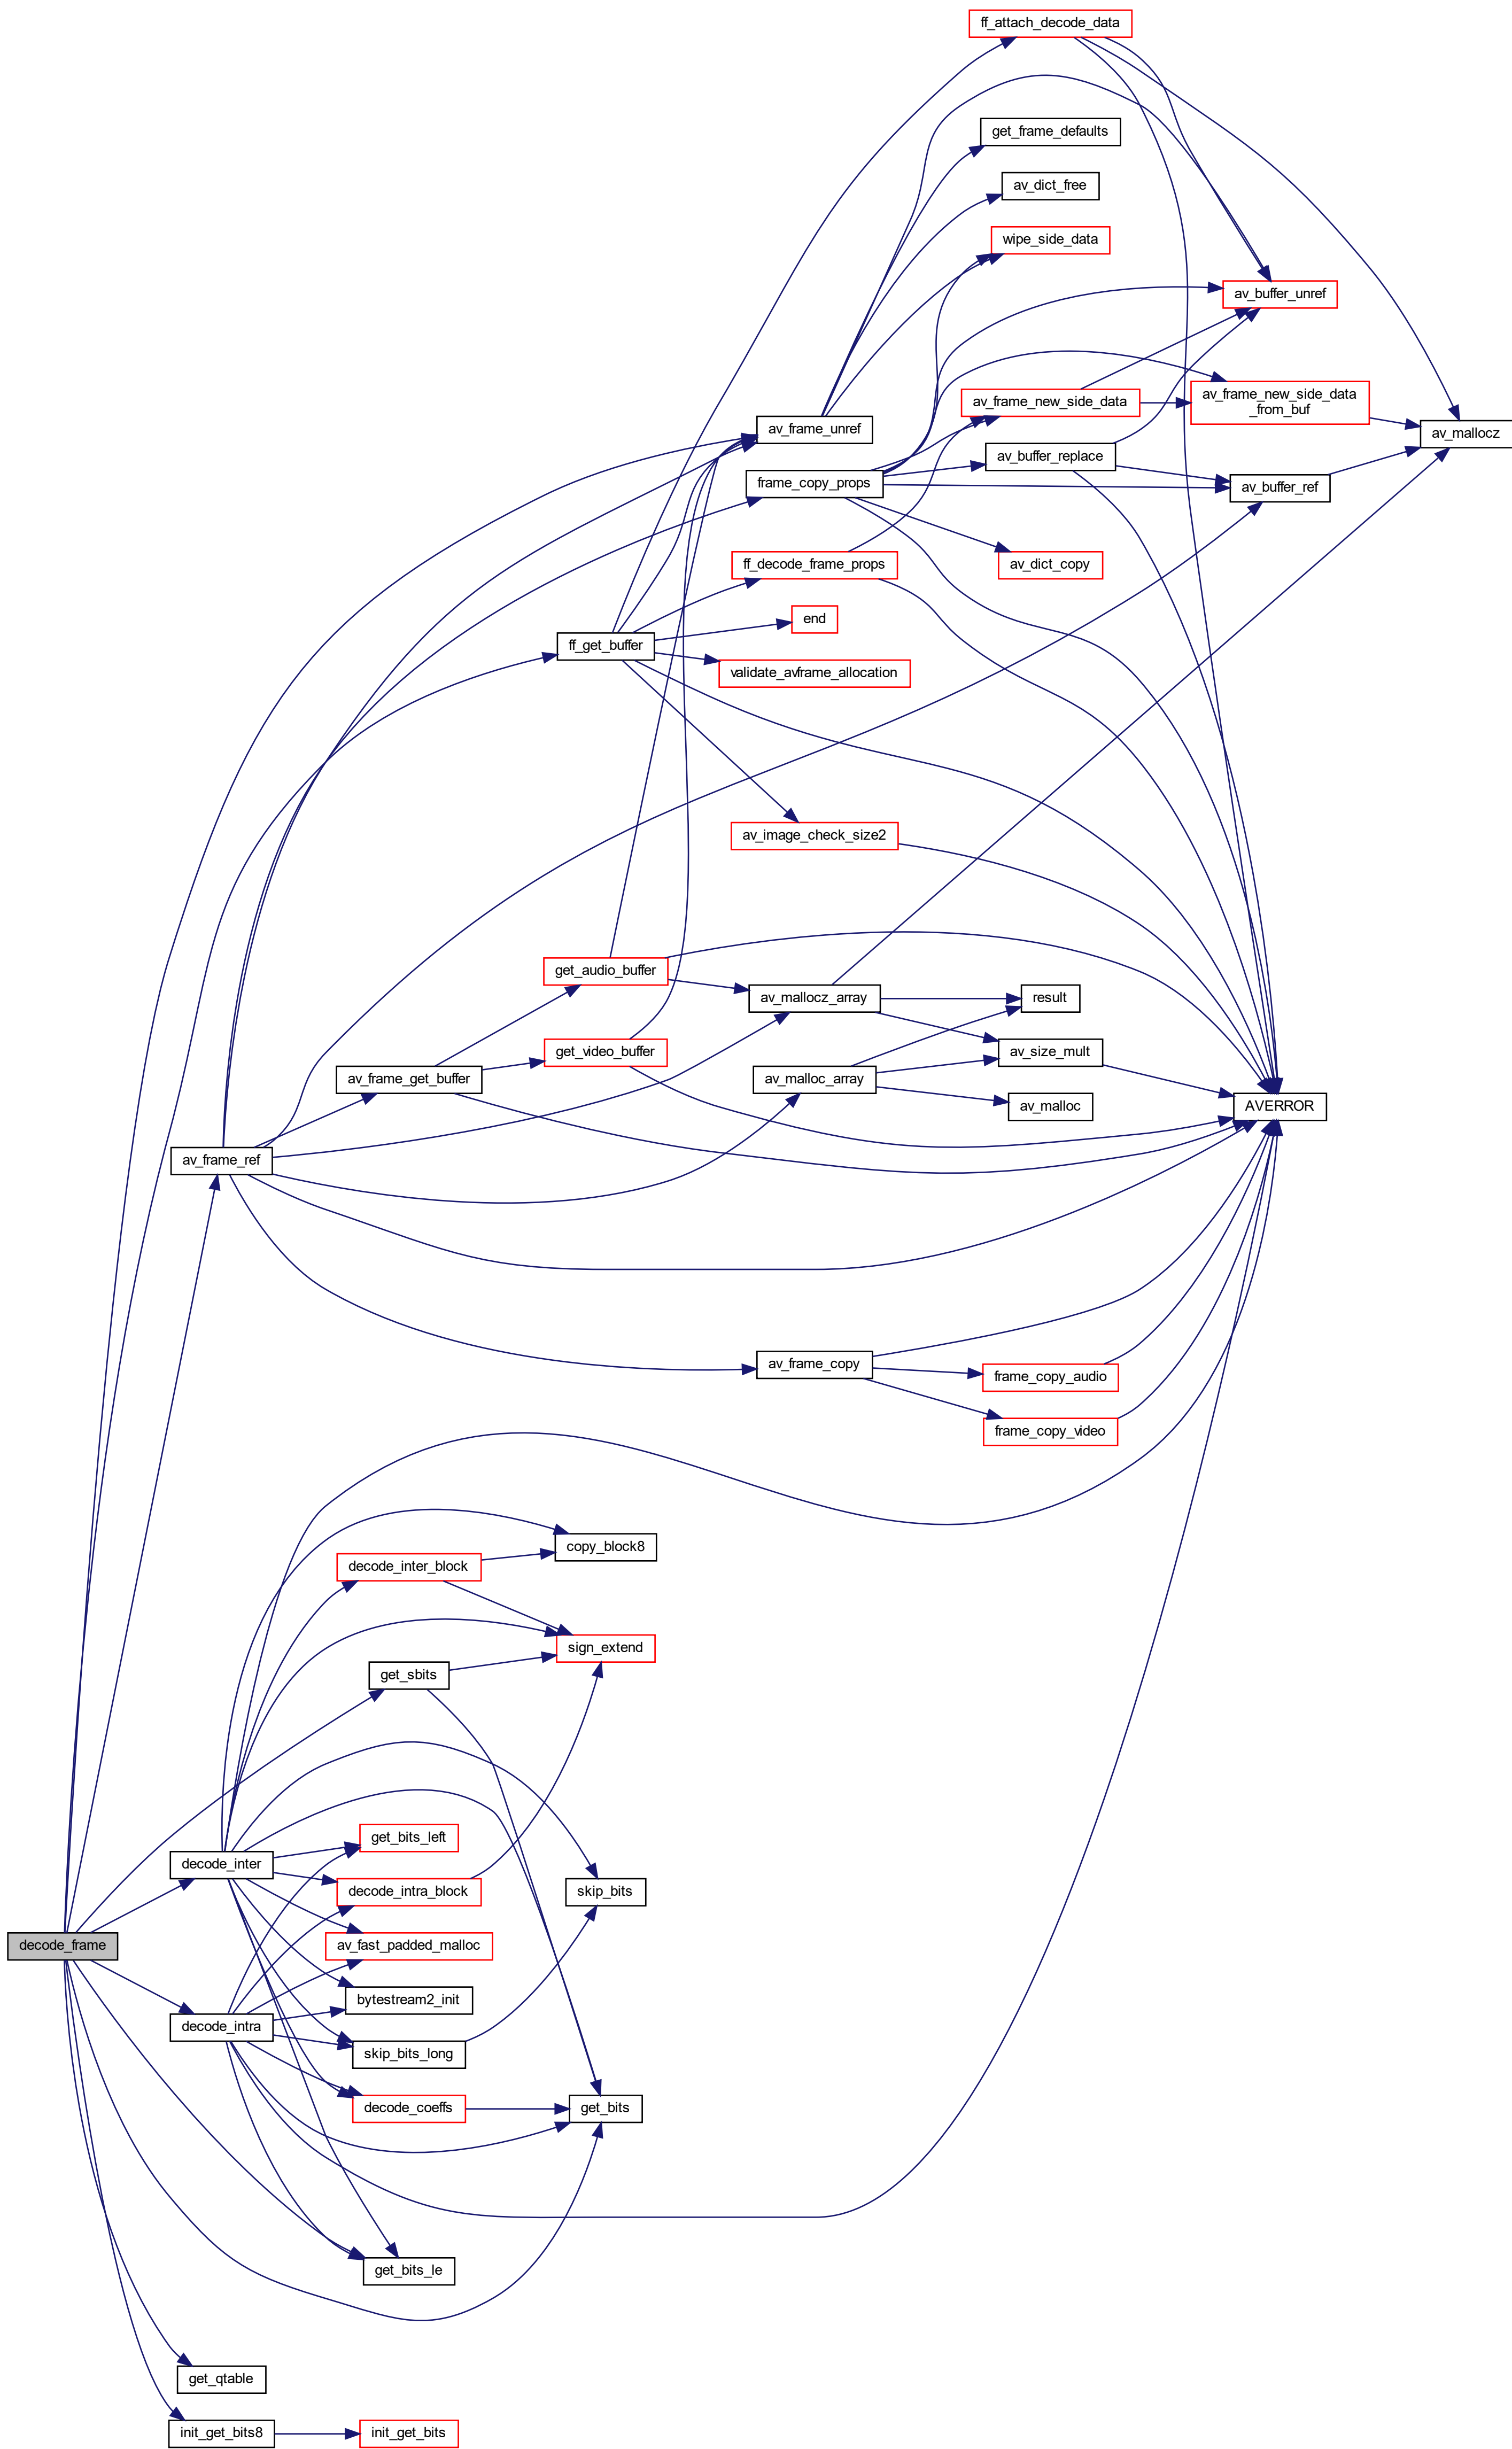 ff_attach_decode_data
get_frame_defaults
av_dict_free
wipe_side_data
av_buffer_unref
av_frame_new_side_data
av_frame_new_side_data
_from_buf
av_frame_unref
av_mallocz
av_buffer_replace
frame_copy_props
av_buffer_ref
ff_decode_frame_props
av_dict_copy
end
ff_get_buffer
validate_avframe_allocation
av_image_check_size2
get_audio_buffer
av_mallocz_array
result
get_video_buffer
av_size_mult
av_frame_get_buffer
av_malloc_array
av_malloc
AVERROR
av_frame_ref
av_frame_copy
frame_copy_audio
frame_copy_video
copy_block8
decode_inter_block
sign_extend
get_sbits
get_bits_left
decode_inter
decode_intra_block
skip_bits
decode_frame
av_fast_padded_malloc
bytestream2_init
decode_intra
skip_bits_long
decode_coeffs
get_bits
get_bits_le
get_qtable
init_get_bits8
init_get_bits